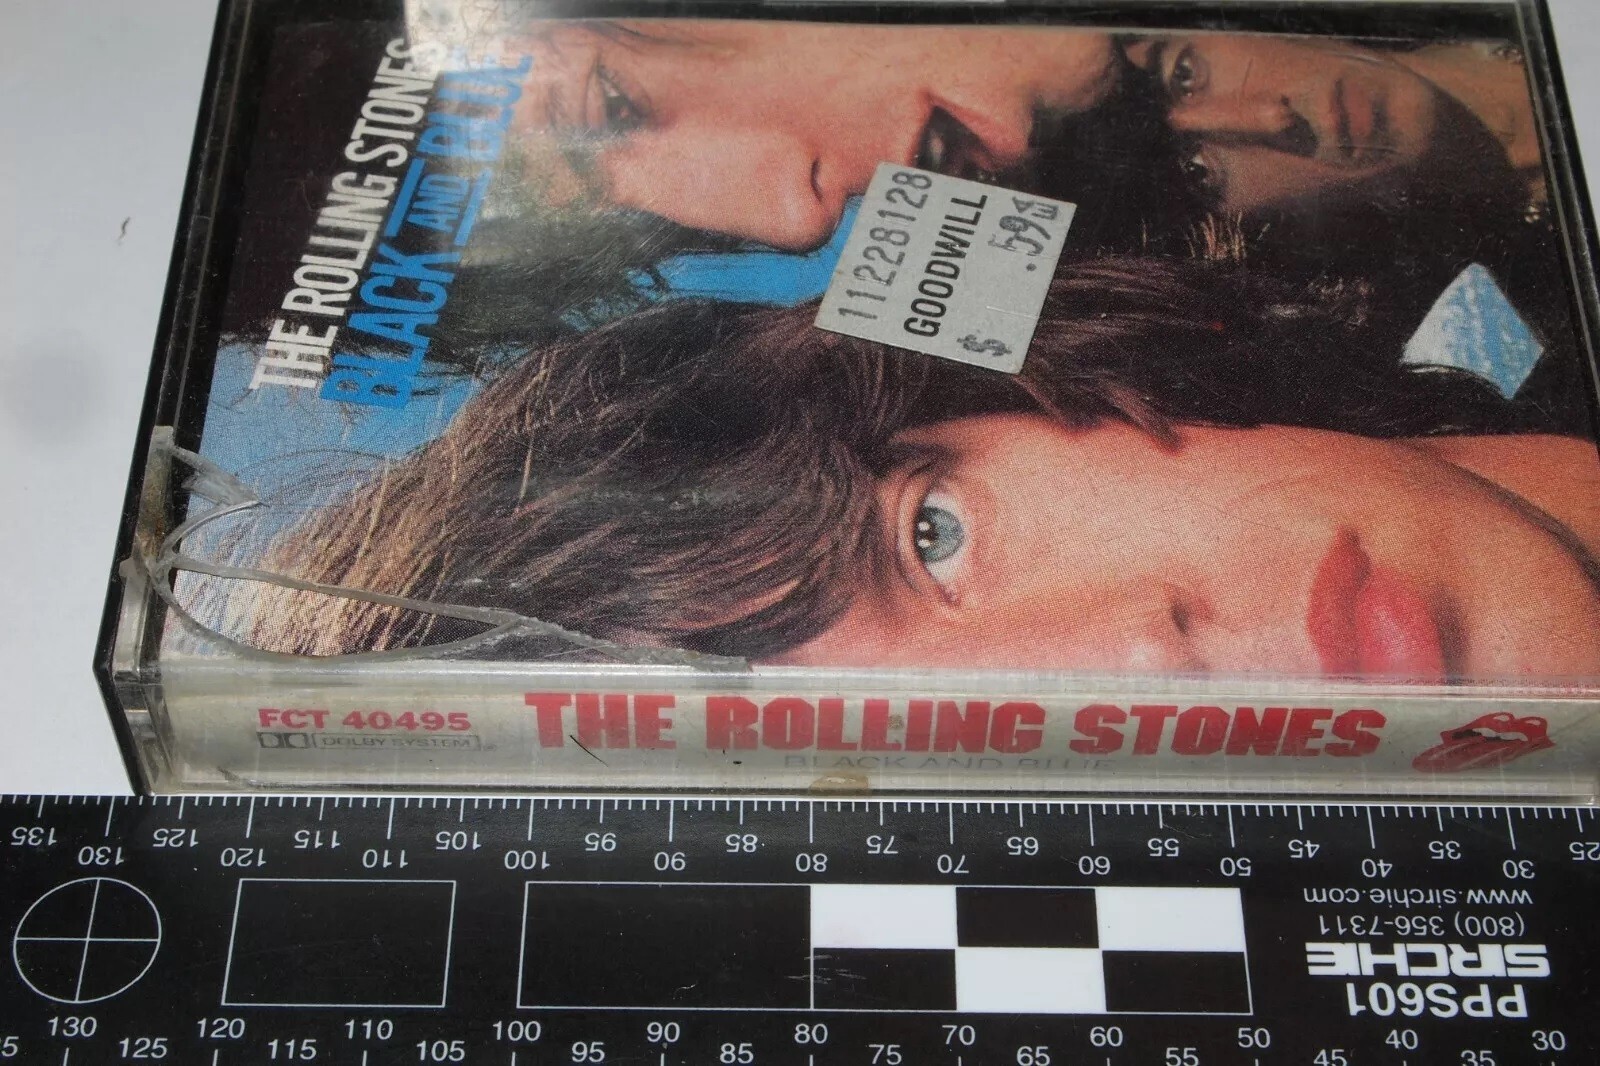 THE ROLLING STONES
BLACK AND BLUE
11228128
GOODWILL
$ .59
FCT 40495
DOLBY SYSTEM
THE ROLLING STONES
BLACK AND BLUE
135 130 125 120 115 110 105 100 95 90 85 80 75 70 65 60 55 50 45 40 35 30 25
www.sirchie.com
(800) 356-7311
SIRCHIE
PPS601
130 125 120 115 110 105 100 95 90 85 80 75 70 65 60 55 50 45 40 35 30